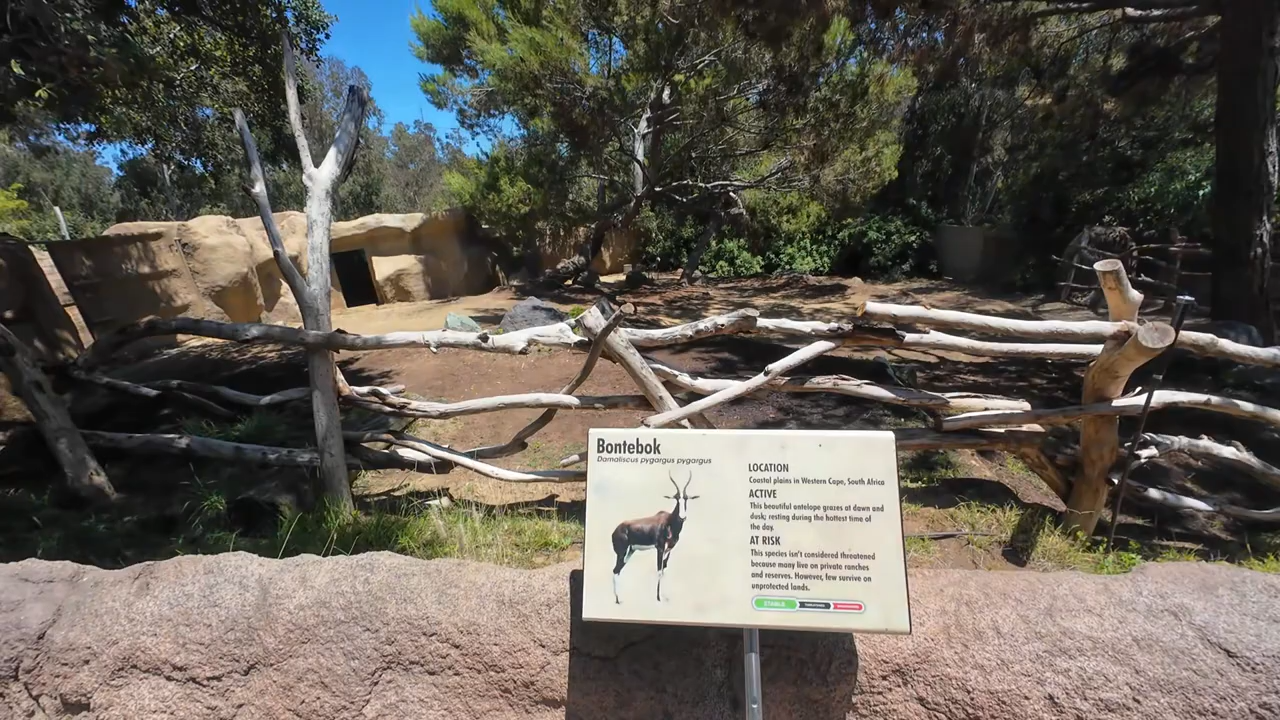 Bontebok
Damaliscus pygargus pygargus
LOCATION
Coastal plains in Western Cape, South Africa
ACTIVE
This beautiful antelope grazes at dawn and
dusk; resting during the hottest time of
the day.
AT RISK
This species isn't considered threatened
because many live on private ranches
and reserves. However, few survive on
unprotected lands.
STABLE